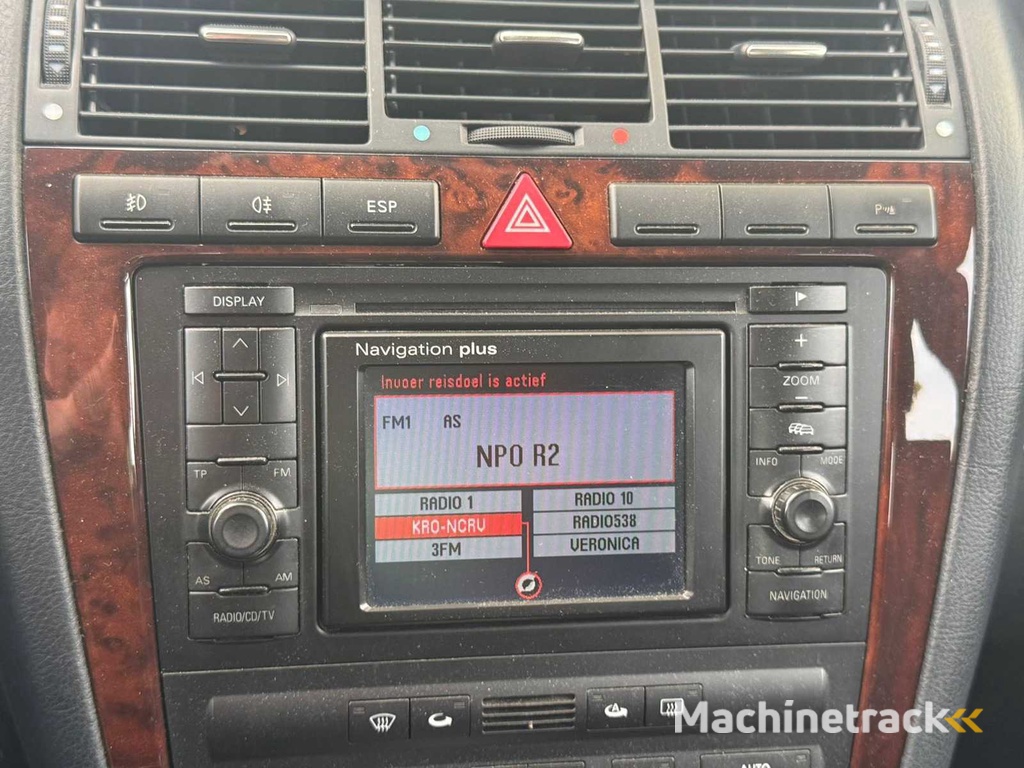 ESP
P
DISPLAY
Navigation plus
Invoer reisdoel is actief
FM1 AS
NPO R2
RADIO 1 RADIO 10
KRO-NCRV RADIO538
3FM VERONICA
TP FM
AS AM
RADIO/CD/TV
+
ZOOM
−
INFO MODE
TONE RETURN
NAVIGATION
AUTO
Machinetrack